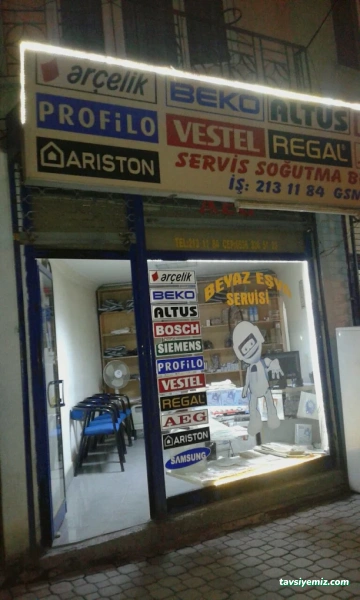 arçelik
BEKO
ALTUS
PROFiLO
VESTEL
REGAL
ARISTON
SERVİS SOĞUTMA B
İŞ: 213 11 84 GSM
arçelik
BEKO
ALTUS
BOSCH
SIEMENS
PROFiLO
VESTEL
REGAL
AEG
ARISTON
SAMSUNG
BEYAZ EŞYA
SERVİSİ
tavsiyemiz.com